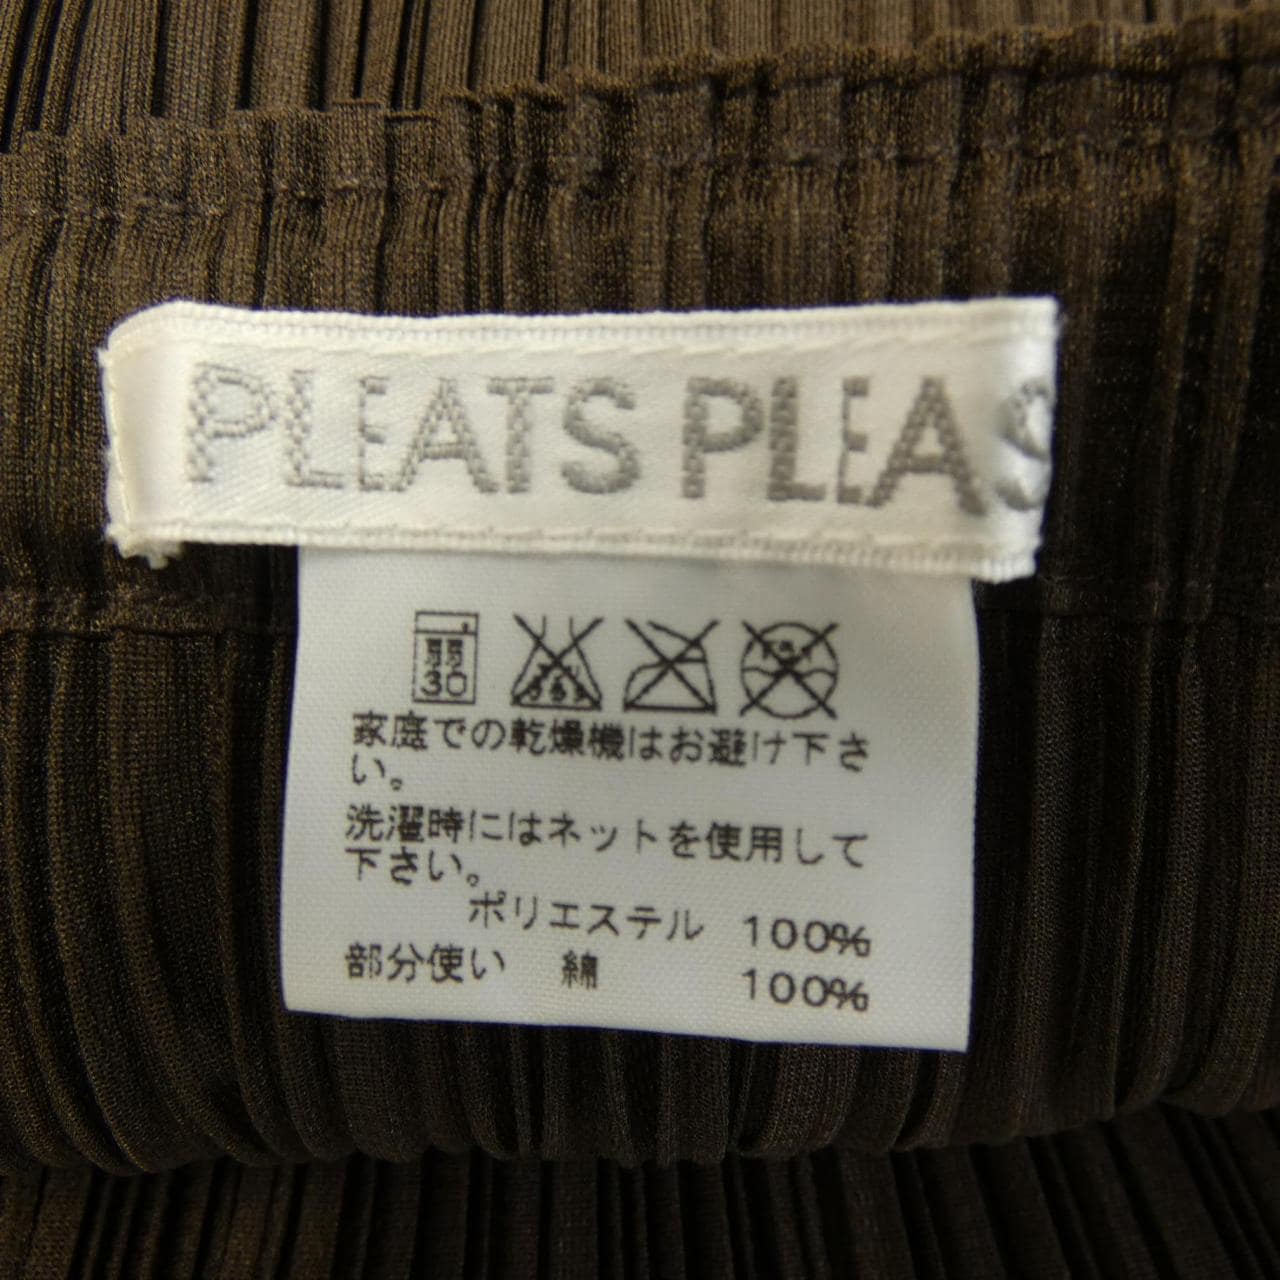 PLEATS PLEAS
弱
30
家庭での乾燥機はお避け下さ
い。
洗濯時にはネットを使用して
下さい。
ポリエステル 100%
部分使い 綿 100%